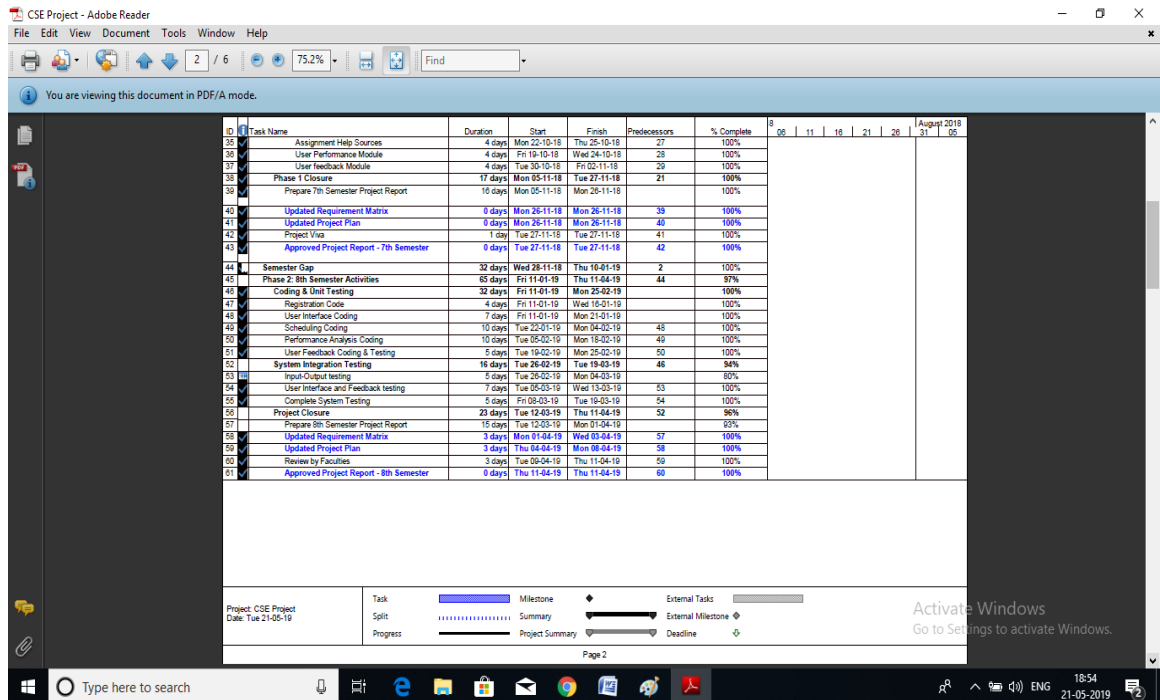 CSE Project - Adobe Reader
File Edit View Document Tools Window Help
2 / 6 75.2% Find
You are viewing this document in PDF/A mode.
8 August 2018
ID Task Name Duration Start Finish Predecessors % Complete 06 11 16 21 26 31 05
35 Assignment Help Sources 4 days Mon 22-10-18 Thu 25-10-18 27 100%
36 User Performance Module 4 days Fri 19-10-18 Wed 24-10-18 28 100%
37 User feedback Module 4 days Tue 30-10-18 Fri 02-11-18 29 100%
38 Phase 1 Closure 17 days Mon 05-11-18 Tue 27-11-18 21 100%
39 Prepare 7th Semester Project Report 16 days Mon 05-11-18 Mon 26-11-18 100%
40 Updated Requirement Matrix 0 days Mon 26-11-18 Mon 26-11-18 39 100%
41 Updated Project Plan 0 days Mon 26-11-18 Mon 26-11-18 40 100%
42 Project Viva 1 day Tue 27-11-18 Tue 27-11-18 41 100%
43 Approved Project Report - 7th Semester 0 days Tue 27-11-18 Tue 27-11-18 42 100%
44 Semester Gap 32 days Wed 28-11-18 Thu 10-01-19 2 100%
45 Phase 2: 8th Semester Activities 65 days Fri 11-01-19 Thu 11-04-19 44 97%
46 Coding & Unit Testing 32 days Fri 11-01-19 Mon 25-02-19 100%
47 Registration Code 4 days Fri 11-01-19 Wed 16-01-19 100%
48 User Interface Coding 7 days Fri 11-01-19 Mon 21-01-19 100%
49 Scheduling Coding 10 days Tue 22-01-19 Mon 04-02-19 48 100%
50 Performance Analysis Coding 10 days Tue 05-02-19 Mon 18-02-19 49 100%
51 User Feedback Coding & Testing 5 days Tue 19-02-19 Mon 25-02-19 50 100%
52 System Integration Testing 16 days Tue 26-02-19 Tue 19-03-19 46 94%
53 Input-Output testing 5 days Tue 26-02-19 Mon 04-03-19 80%
54 User Interface and Feedback testing 7 days Tue 05-03-19 Wed 13-03-19 53 100%
55 Complete System Testing 5 days Fri 08-03-19 Tue 19-03-19 54 100%
56 Project Closure 23 days Tue 12-03-19 Thu 11-04-19 52 96%
57 Prepare 8th Semester Project Report 15 days Tue 12-03-19 Mon 01-04-19 93%
58 Updated Requirement Matrix 3 days Mon 01-04-19 Wed 03-04-19 57 100%
59 Updated Project Plan 3 days Thu 04-04-19 Mon 08-04-19 58 100%
60 Review by Faculties 3 days Tue 09-04-19 Thu 11-04-19 59 100%
61 Approved Project Report - 8th Semester 0 days Thu 11-04-19 Thu 11-04-19 60 100%
Project: CSE Project
Date: Tue 21-05-19
Task Milestone External Tasks
Split Summary External Milestone
Progress Project Summary Deadline
Page 2
Activate Windows
Go to Settings to activate Windows.
Type here to search
ENG
18:54
21-05-2019
2